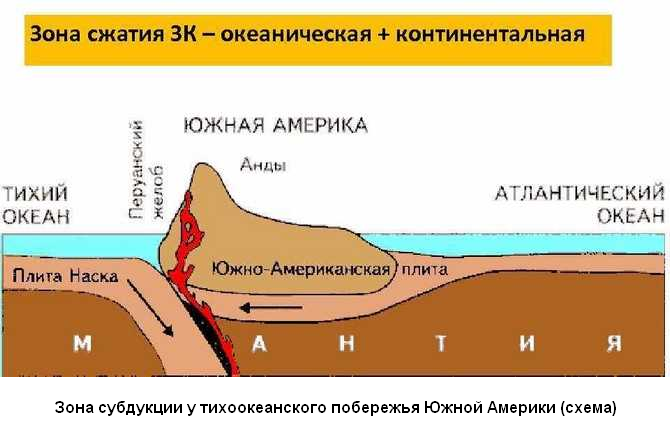 Зона сжатия ЗК – океаническая + континентальная
ЮЖНАЯ АМЕРИКА
Перуанский
желоб
Анды
ТИХИЙ
ОКЕАН
АТЛАНТИЧЕСКИЙ
ОКЕАН
Плита Наска
Южно-Американская плита
МАНТИЯ
Зона субдукции у тихоокеанского побережья Южной Америки (схема)